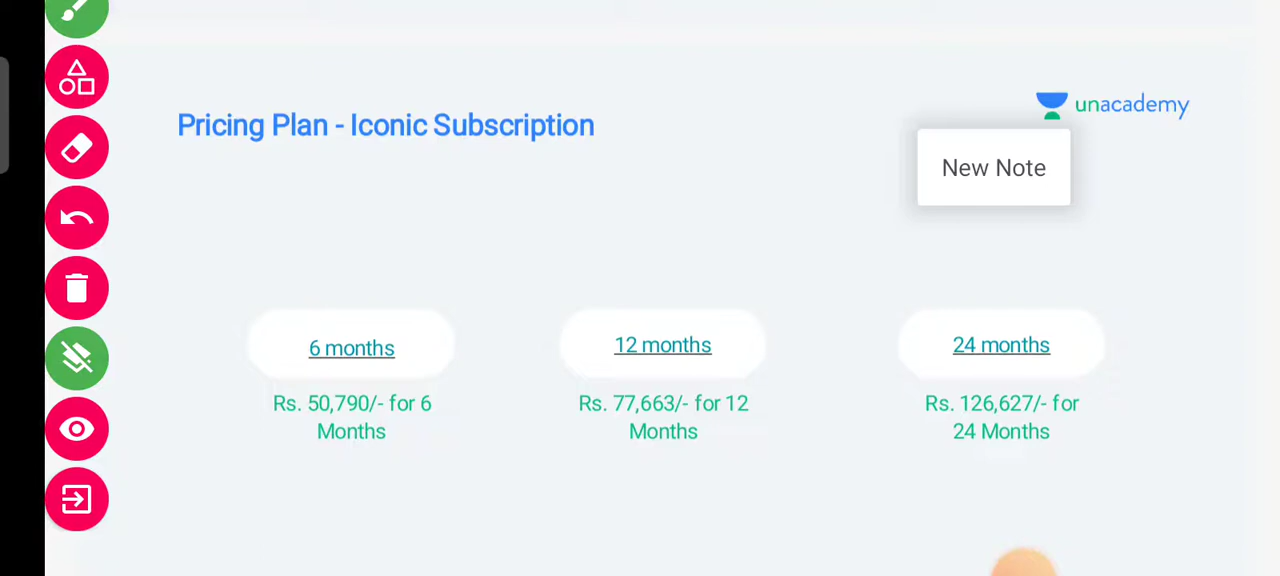 unacademy
Pricing Plan - Iconic Subscription
New Note
6 months
12 months
24 months
Rs. 50,790/- for 6
Months
Rs. 77,663/- for 12
Months
Rs. 126,627/- for
24 Months